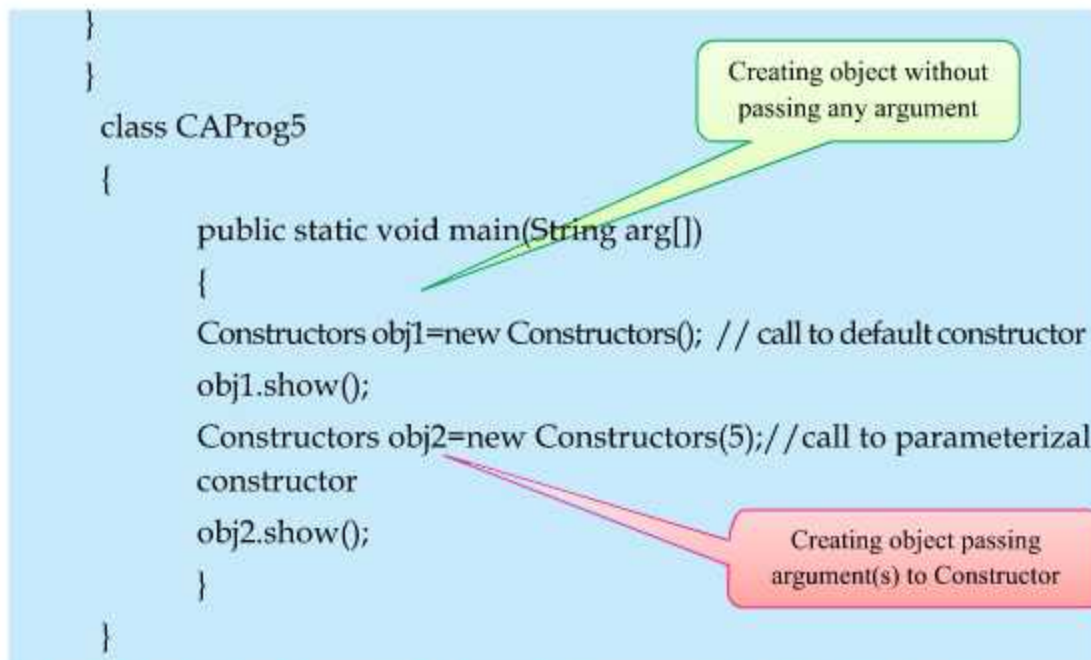 }
}
Creating object without
passing any argument
class CAProg5
{
public static void main(String arg[])
{
Constructors obj1=new Constructors(); // call to default constructor
obj1.show();
Constructors obj2=new Constructors(5);//call to parameterizal
constructor
obj2.show();
Creating object passing
argument(s) to Constructor
}
}